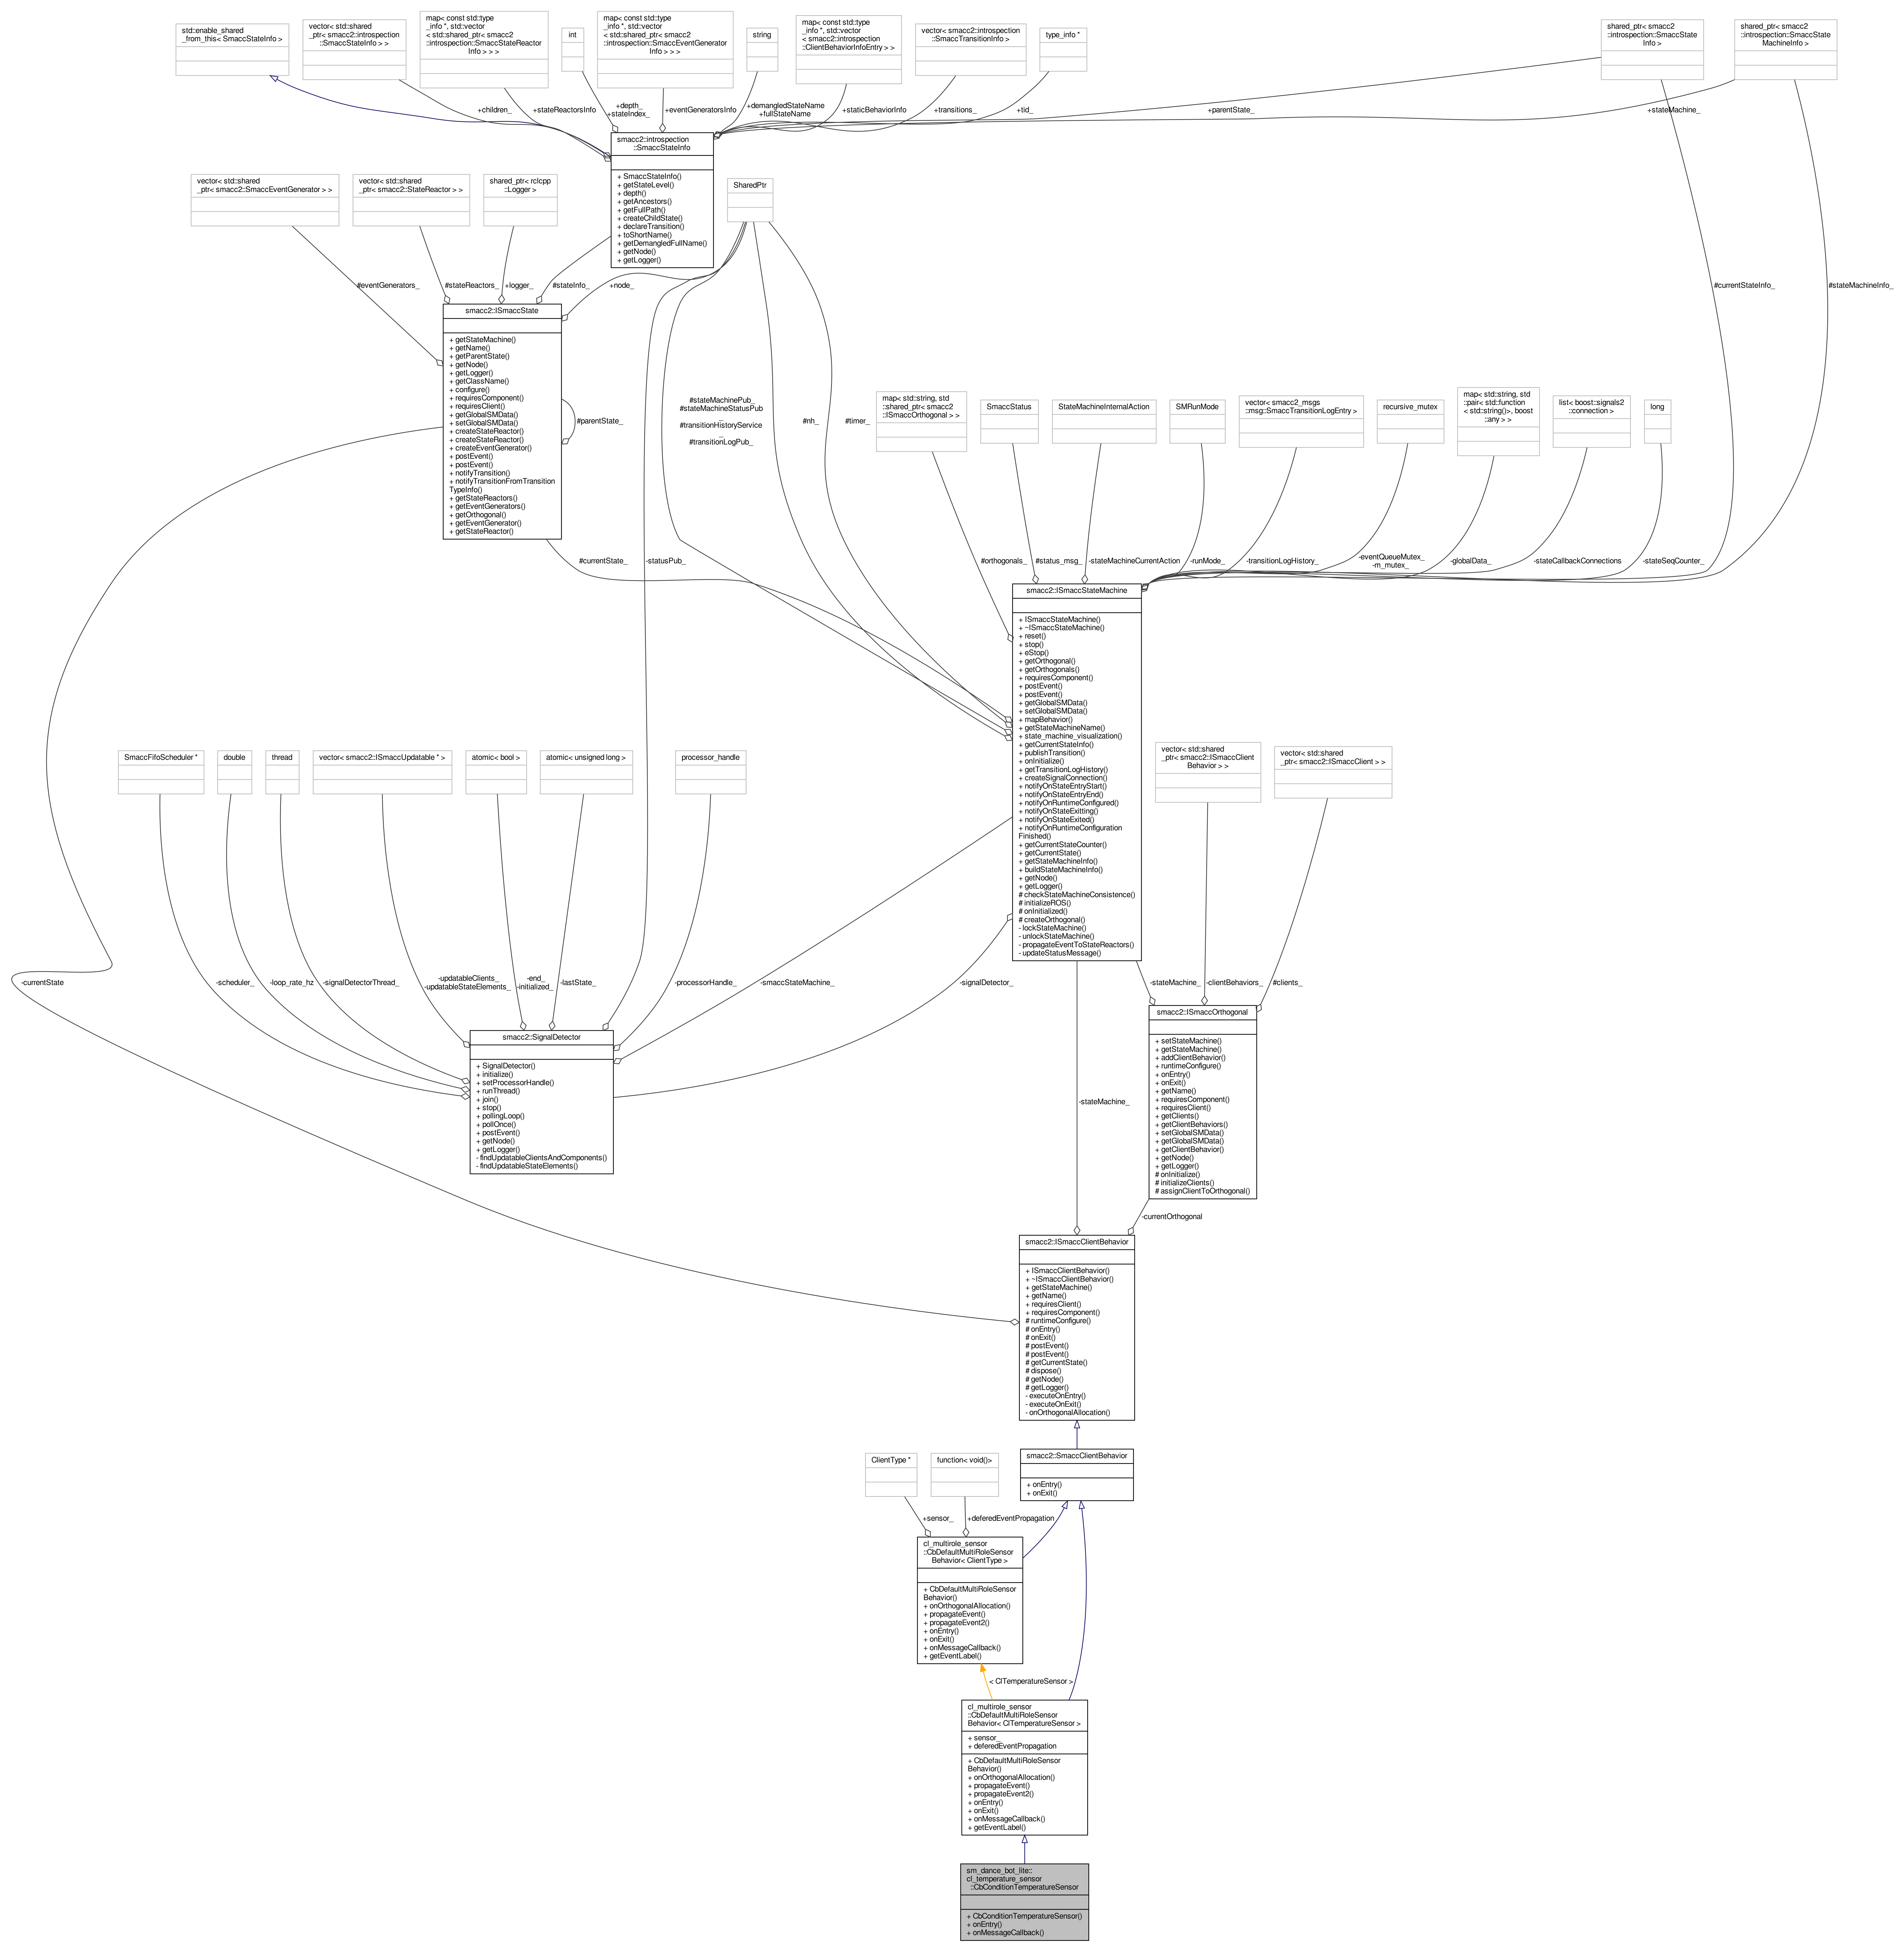 std::enable_shared
_from_this< SmaccStateInfo >
vector< std::shared
_ptr< smacc2::introspection
::SmaccStateInfo > >
map< const std::type
_info *, std::vector
< std::shared_ptr< smacc2
::introspection::SmaccStateReactor
Info > > >
int
map< const std::type
_info *, std::vector
< std::shared_ptr< smacc2
::introspection::SmaccEventGenerator
Info > > >
string
map< const std::type
_info *, std::vector
< smacc2::introspection
::ClientBehaviorInfoEntry > >
vector< smacc2::introspection
::SmaccTransitionInfo >
type_info *
shared_ptr< smacc2
::introspection::SmaccState
Info >
shared_ptr< smacc2
::introspection::SmaccState
MachineInfo >
+children_
+stateReactorsInfo
+depth_
+stateIndex_
+eventGeneratorsInfo
+demangledStateName
+fullStateName
+staticBehaviorInfo
+transitions_
+tid_
+parentState_
+stateMachine_
smacc2::introspection
::SmaccStateInfo
+ SmaccStateInfo()
+ getStateLevel()
+ depth()
+ getAncestors()
+ getFullPath()
+ createChildState()
+ declareTransition()
+ toShortName()
+ getDemangledFullName()
+ getNode()
+ getLogger()
vector< std::shared
_ptr< smacc2::SmaccEventGenerator > >
vector< std::shared
_ptr< smacc2::StateReactor > >
shared_ptr< rclcpp
::Logger >
SharedPtr
#eventGenerators_
#stateReactors_
+logger_
#stateInfo_
+node_
#currentStateInfo_
#stateMachineInfo_
smacc2::ISmaccState
+ getStateMachine()
+ getName()
+ getParentState()
+ getNode()
+ getLogger()
+ getClassName()
+ configure()
+ requiresComponent()
+ requiresClient()
+ getGlobalSMData()
+ setGlobalSMData()
+ createStateReactor()
+ createStateReactor()
+ createEventGenerator()
+ postEvent()
+ postEvent()
+ notifyTransition()
+ notifyTransitionFromTransition
TypeInfo()
+ getStateReactors()
+ getEventGenerators()
+ getOrthogonal()
+ getEventGenerator()
+ getStateReactor()
#parentState_
#stateMachinePub_
#stateMachineStatusPub
_
#transitionHistoryService
_
#transitionLogPub_
#nh_
#timer_
map< std::string, std
::shared_ptr< smacc2
::ISmaccOrthogonal > >
SmaccStatus
StateMachineInternalAction
SMRunMode
vector< smacc2_msgs
::msg::SmaccTransitionLogEntry >
recursive_mutex
map< std::string, std
::pair< std::function
< std::string()>, boost
::any > >
list< boost::signals2
::connection >
long
#currentState_
-statusPub_
#orthogonals_
#status_msg_
-stateMachineCurrentAction
-runMode_
-transitionLogHistory_
-eventQueueMutex_
-m_mutex_
-globalData_
-stateCallbackConnections
-stateSeqCounter_
smacc2::ISmaccStateMachine
+ ISmaccStateMachine()
+ ~ISmaccStateMachine()
+ reset()
+ stop()
+ eStop()
+ getOrthogonal()
+ getOrthogonals()
+ requiresComponent()
+ postEvent()
+ postEvent()
+ getGlobalSMData()
+ setGlobalSMData()
+ mapBehavior()
+ getStateMachineName()
+ state_machine_visualization()
+ getCurrentStateInfo()
+ publishTransition()
+ onInitialize()
+ getTransitionLogHistory()
+ createSignalConnection()
+ notifyOnStateEntryStart()
+ notifyOnStateEntryEnd()
+ notifyOnRuntimeConfigured()
+ notifyOnStateExitting()
+ notifyOnStateExited()
+ notifyOnRuntimeConfiguration
Finished()
+ getCurrentStateCounter()
+ getCurrentState()
+ getStateMachineInfo()
+ buildStateMachineInfo()
+ getNode()
+ getLogger()
# checkStateMachineConsistence()
# initializeROS()
# onInitialized()
# createOrthogonal()
- lockStateMachine()
- unlockStateMachine()
- propagateEventToStateReactors()
- updateStatusMessage()
SmaccFifoScheduler *
double
thread
vector< smacc2::ISmaccUpdatable * >
atomic< bool >
atomic< unsigned long >
processor_handle
vector< std::shared
_ptr< smacc2::ISmaccClient
Behavior > >
vector< std::shared
_ptr< smacc2::ISmaccClient > >
-currentState
-scheduler_
-loop_rate_hz
-signalDetectorThread_
-updatableClients_
-updatableStateElements_
-end_
-initialized_
-lastState_
-processorHandle_
-smaccStateMachine_
-signalDetector_
-stateMachine_
-clientBehaviors_
#clients_
smacc2::SignalDetector
+ SignalDetector()
+ initialize()
+ setProcessorHandle()
+ runThread()
+ join()
+ stop()
+ pollingLoop()
+ pollOnce()
+ postEvent()
+ getNode()
+ getLogger()
- findUpdatableClientsAndComponents()
- findUpdatableStateElements()
smacc2::ISmaccOrthogonal
+ setStateMachine()
+ getStateMachine()
+ addClientBehavior()
+ runtimeConfigure()
+ onEntry()
+ onExit()
+ getName()
+ requiresComponent()
+ requiresClient()
+ getClients()
+ getClientBehaviors()
+ setGlobalSMData()
+ getGlobalSMData()
+ getClientBehavior()
+ getNode()
+ getLogger()
# onInitialize()
# initializeClients()
# assignClientToOrthogonal()
-stateMachine_
-currentOrthogonal
smacc2::ISmaccClientBehavior
+ ISmaccClientBehavior()
+ ~ISmaccClientBehavior()
+ getStateMachine()
+ getName()
+ requiresClient()
+ requiresComponent()
# runtimeConfigure()
# onEntry()
# onExit()
# postEvent()
# postEvent()
# getCurrentState()
# dispose()
# getNode()
# getLogger()
- executeOnEntry()
- executeOnExit()
- onOrthogonalAllocation()
smacc2::SmaccClientBehavior
+ onEntry()
+ onExit()
ClientType *
function< void()>
+sensor_
+deferedEventPropagation
cl_multirole_sensor
::CbDefaultMultiRoleSensor
Behavior< ClientType >
+ CbDefaultMultiRoleSensor
Behavior()
+ onOrthogonalAllocation()
+ propagateEvent()
+ propagateEvent2()
+ onEntry()
+ onExit()
+ onMessageCallback()
+ getEventLabel()
< ClTemperatureSensor >
cl_multirole_sensor
::CbDefaultMultiRoleSensor
Behavior< ClTemperatureSensor >
+ sensor_
+ deferedEventPropagation
+ CbDefaultMultiRoleSensor
Behavior()
+ onOrthogonalAllocation()
+ propagateEvent()
+ propagateEvent2()
+ onEntry()
+ onExit()
+ onMessageCallback()
+ getEventLabel()
sm_dance_bot_lite::
cl_temperature_sensor
::CbConditionTemperatureSensor
+ CbConditionTemperatureSensor()
+ onEntry()
+ onMessageCallback()